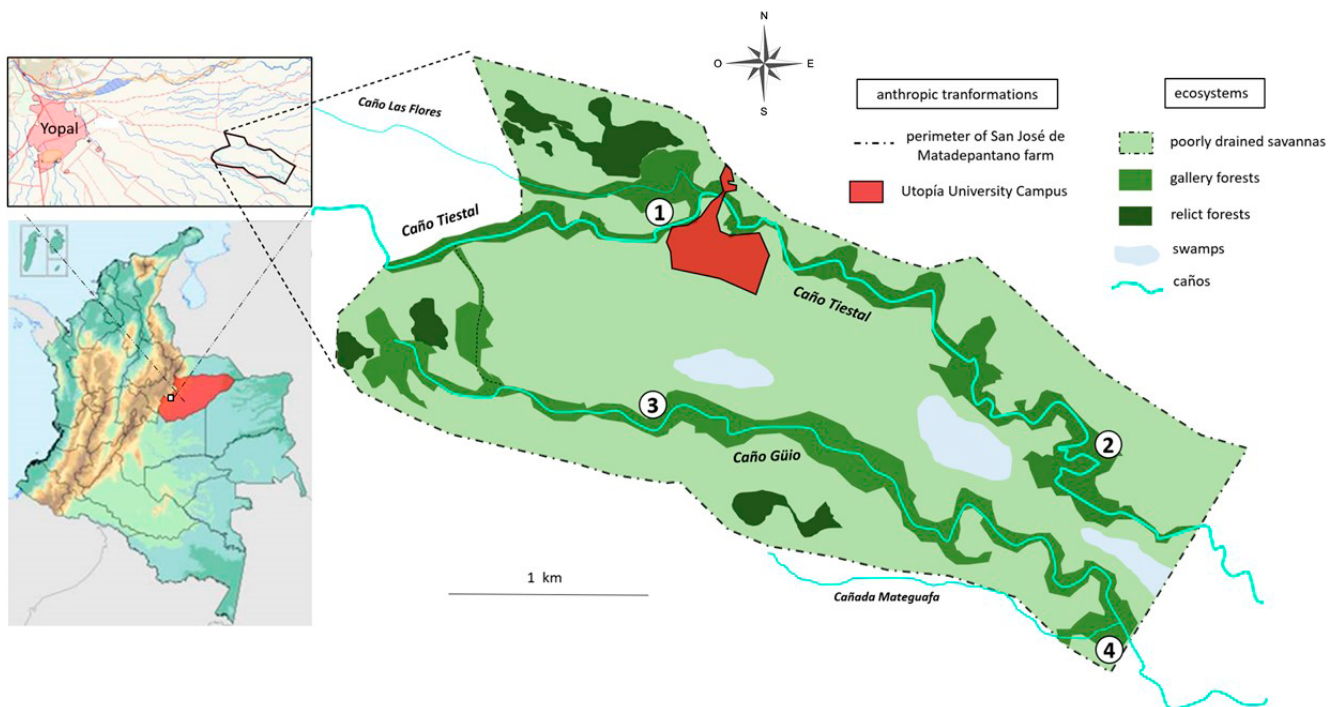 Yopal
Caño Las Flores
Caño Tiestal
1
N
O
E
S
anthropic tranformations
perimeter of San José de
Matadepantano farm
Utopía University Campus
ecosystems
poorly drained savannas
gallery forests
relict forests
swamps
caños
Caño Tiestal
3
Caño Güio
2
1 km
Cañada Mateguafa
4